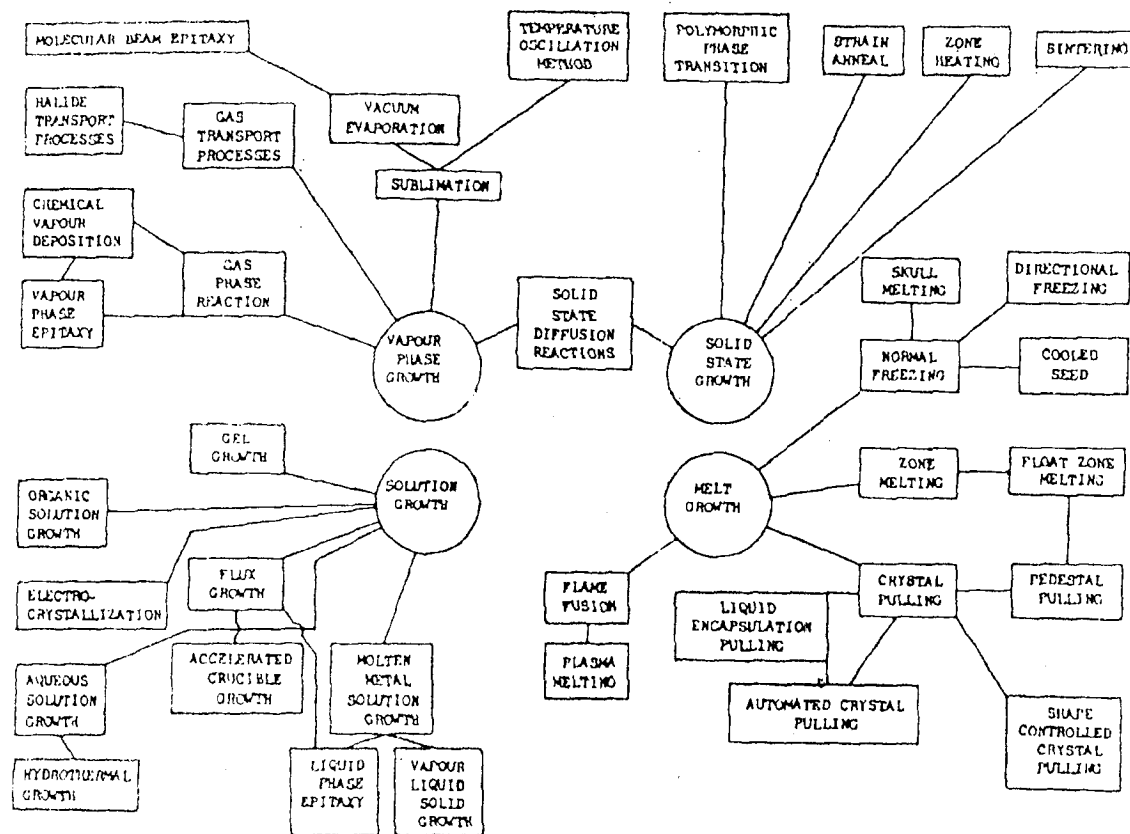 MOLECULAR BEAM EPITAXY
TEMPERATURE
OSCILLATION
METHOD
POLYMORPHIC
PHASE
TRANSITION
STRAIN
ANNEAL
ZONE
HEATING
SINTERING
HALIDE
TRANSPORT
PROCESSES
GAS
TRANSPORT
PROCESSES
VACUUM
EVAPORATION
SUBLIMATION
CHEMICAL
VAPOUR
DEPOSITION
GAS
PHASE
REACTION
VAPOUR
PHASE
EPITAXY
VAPOUR
PHASE
GROWTH
SOLID
STATE
DIFFUSION
REACTIONS
SOLID
STATE
GROWTH
SKULL
MELTING
DIRECTIONAL
FREEZING
NORMAL
FREEZING
COOLED
SEED
GEL
GROWTH
SOLUTION
GROWTH
MELT
GROWTH
ZONE
MELTING
FLOAT ZONE
MELTING
ORGANIC
SOLUTION
GROWTH
ELECTRO-
CRYSTALLIZATION
FLUX
GROWTH
FLAME
FUSION
CRYSTAL
PULLING
PEDESTAL
PULLING
LIQUID
ENCAPSULATION
PULLING
AQUEOUS
SOLUTION
GROWTH
ACCELERATED
CRUCIBLE
GROWTH
MOLTEN
METAL
SOLUTION
GROWTH
PLASMA
MELTING
AUTOMATED CRYSTAL
PULLING
SHAPE
CONTROLLED
CRYSTAL
PULLING
HYDROTHERMAL
GROWTH
LIQUID
PHASE
EPITAXY
VAPOUR
LIQUID
SOLID
GROWTH